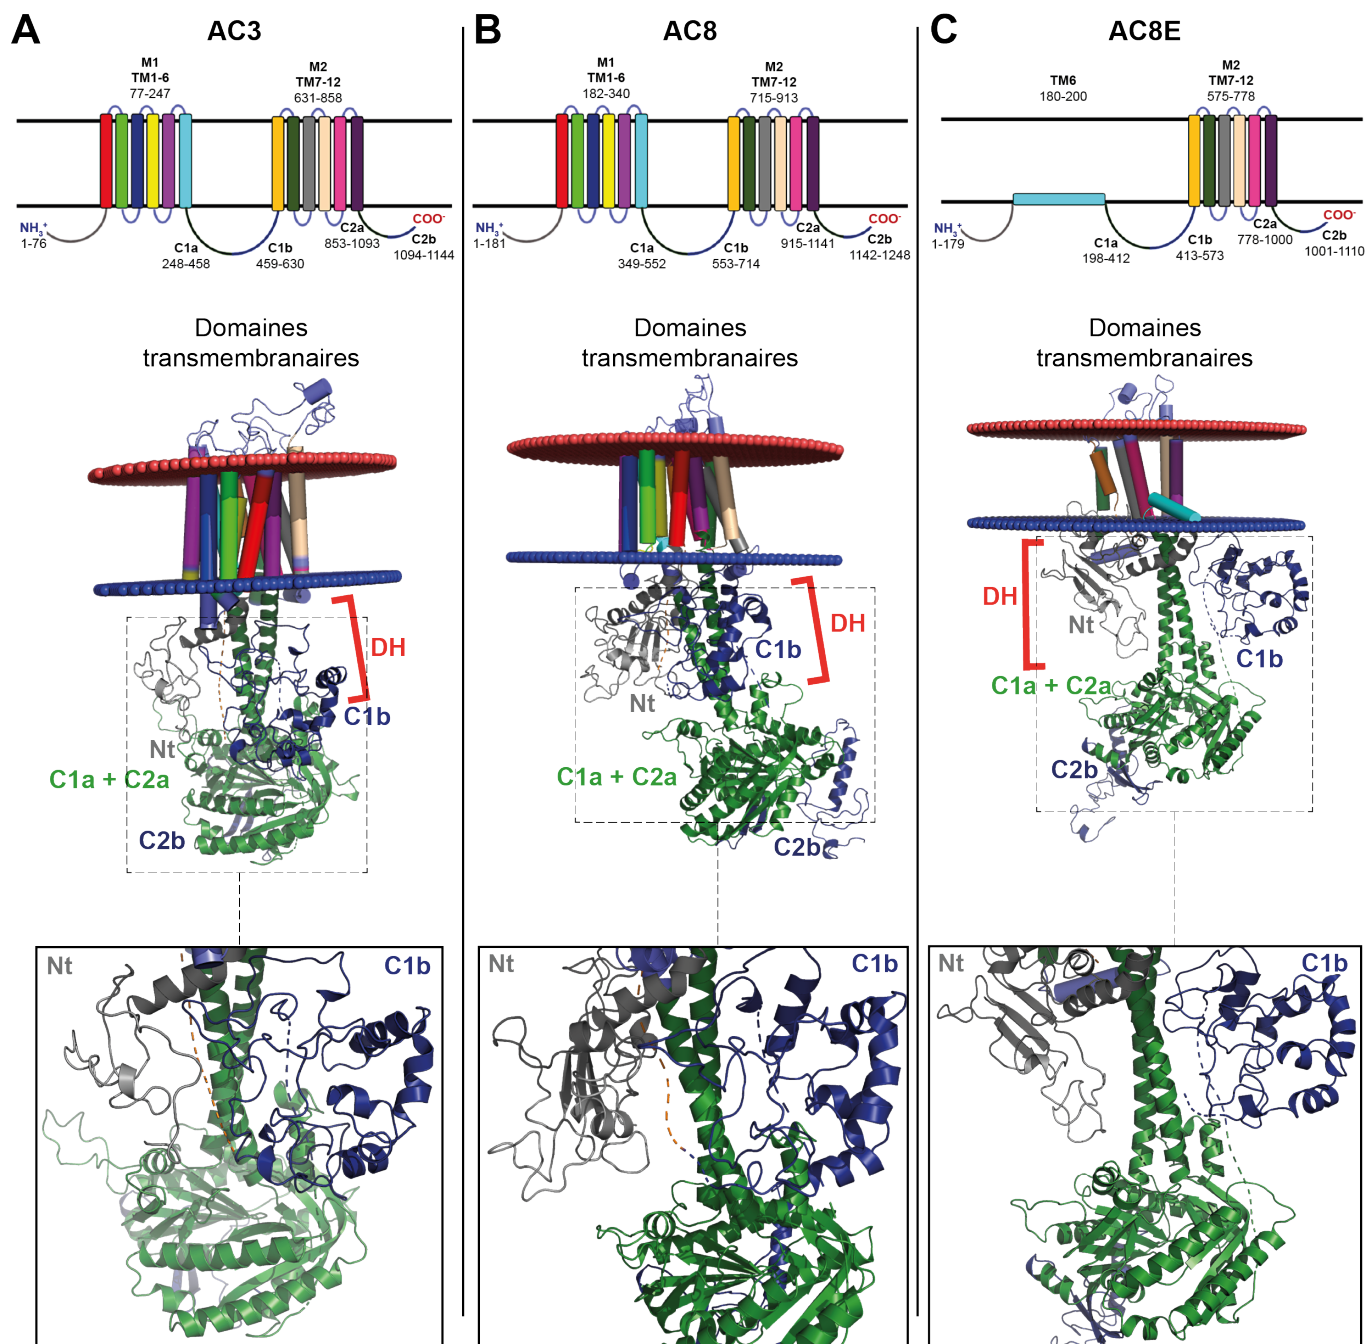 A
AC3
M1
TM1-6
77-247
M2
TM7-12
631-858
NH3+
1-76
C1a
248-458
C1b
459-630
C2a
853-1093
COO-
C2b
1094-1144
Domaines
transmembranaires
DH
C1b
Nt
C1a + C2a
C2b
Nt
C1b
B
AC8
M1
TM1-6
182-340
M2
TM7-12
715-913
NH3+
1-181
C1a
349-552
C1b
553-714
C2a
915-1141
COO-
C2b
1142-1248
Domaines
transmembranaires
DH
C1b
Nt
C1a + C2a
C2b
Nt
C1b
C
AC8E
TM6
180-200
M2
TM7-12
575-778
NH3+
1-179
C1a
198-412
C1b
413-573
C2a
778-1000
COO-
C2b
1001-1110
Domaines
transmembranaires
DH
Nt
C1b
C1a + C2a
C2b
Nt
C1b